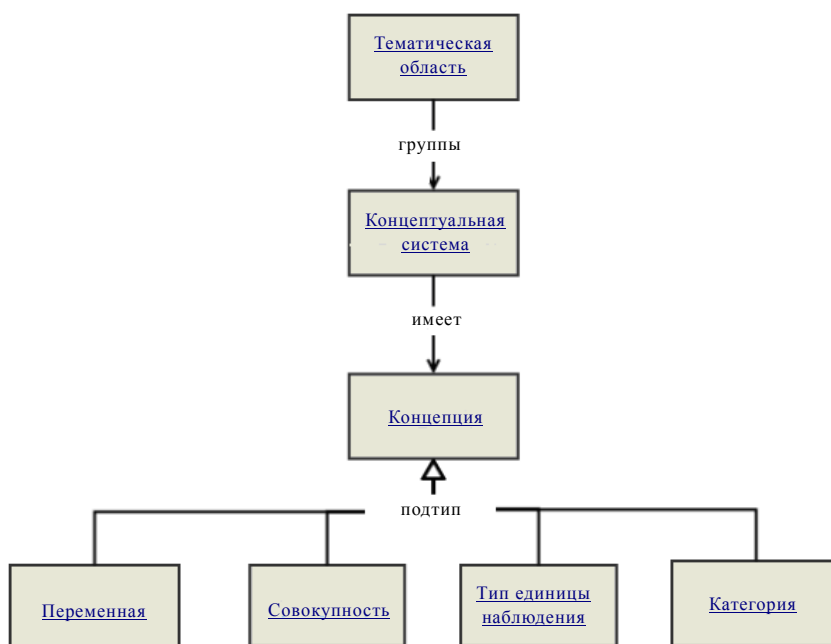 Тематическая
область
группы
Концептуальная
система
имеет
Концепция
подтип
Переменная
Совокупность
Тип единицы
наблюдения
Категория